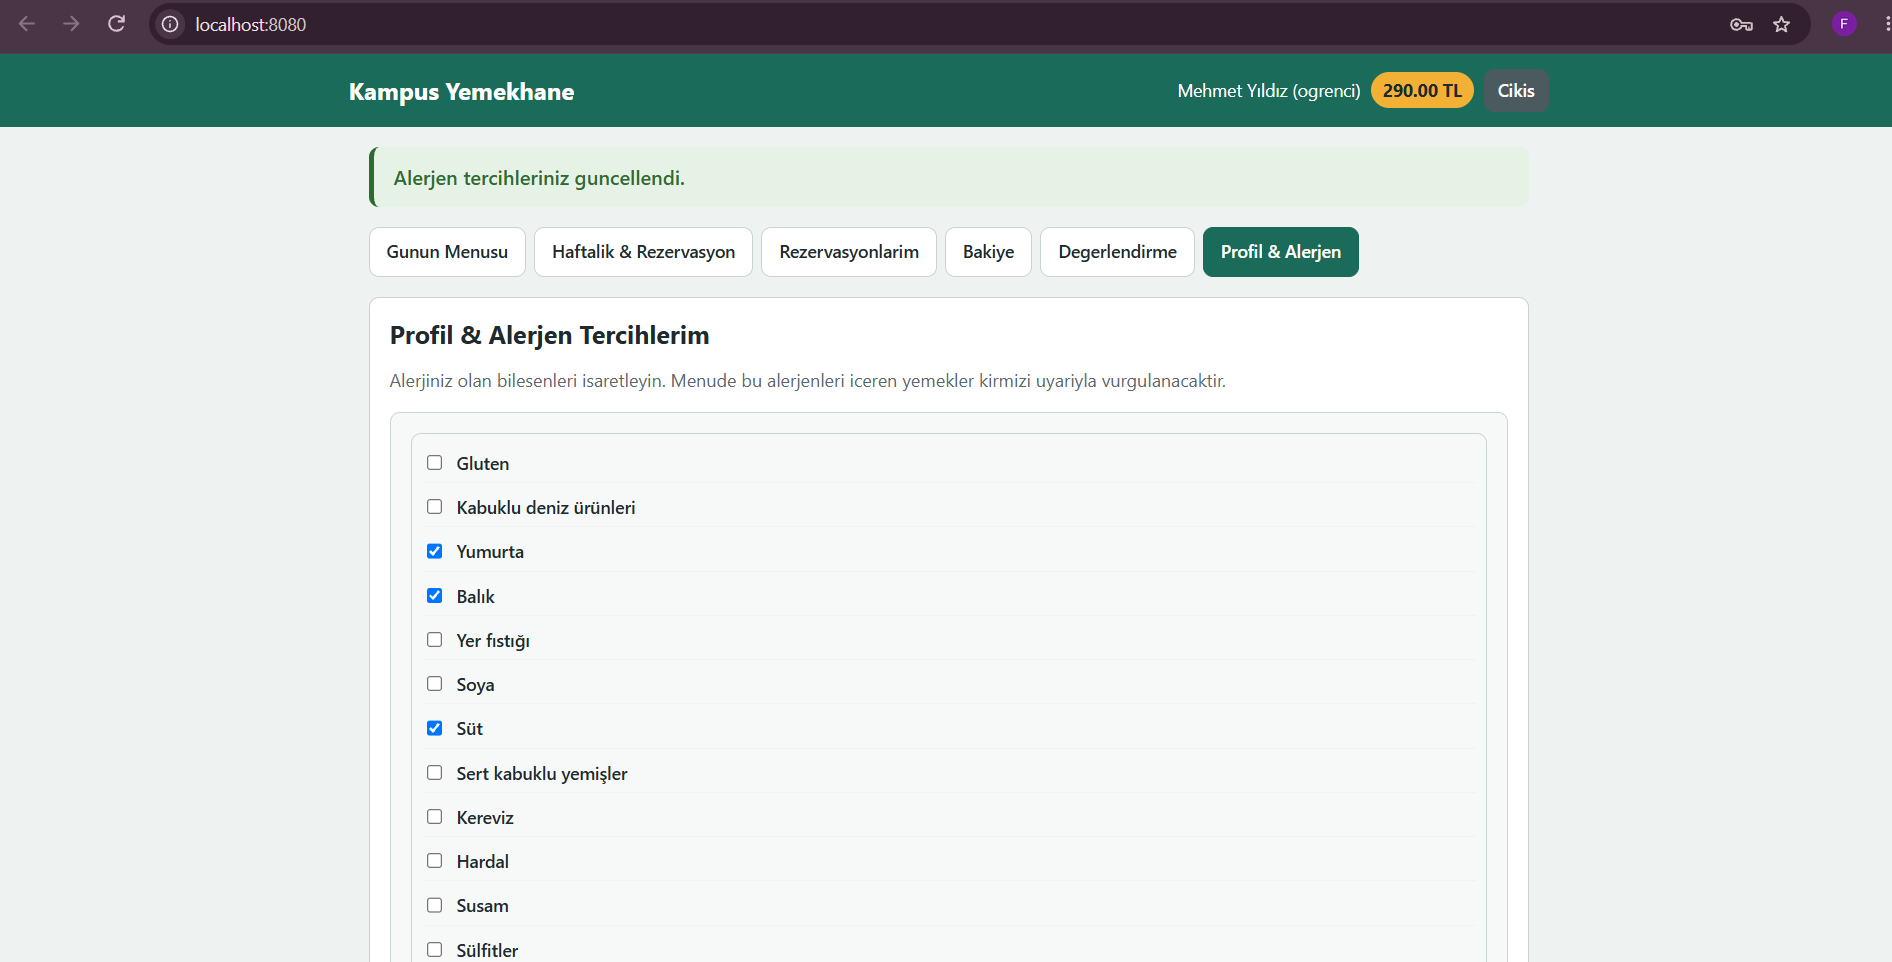 localhost:8080
F
Kampus Yemekhane
Mehmet Yıldız (ogrenci) 290.00 TL Cikis
Alerjen tercihleriniz guncellendi.
Gunun Menusu Haftalik & Rezervasyon Rezervasyonlarim Bakiye Degerlendirme Profil & Alerjen
Profil & Alerjen Tercihlerim
Alerjiniz olan bilesenleri isaretleyin. Menude bu alerjenleri iceren yemekler kirmizi uyariyla vurgulanacaktir.
Gluten
Kabuklu deniz ürünleri
Yumurta
Balık
Yer fıstığı
Soya
Süt
Sert kabuklu yemişler
Kereviz
Hardal
Susam
Sülfitler